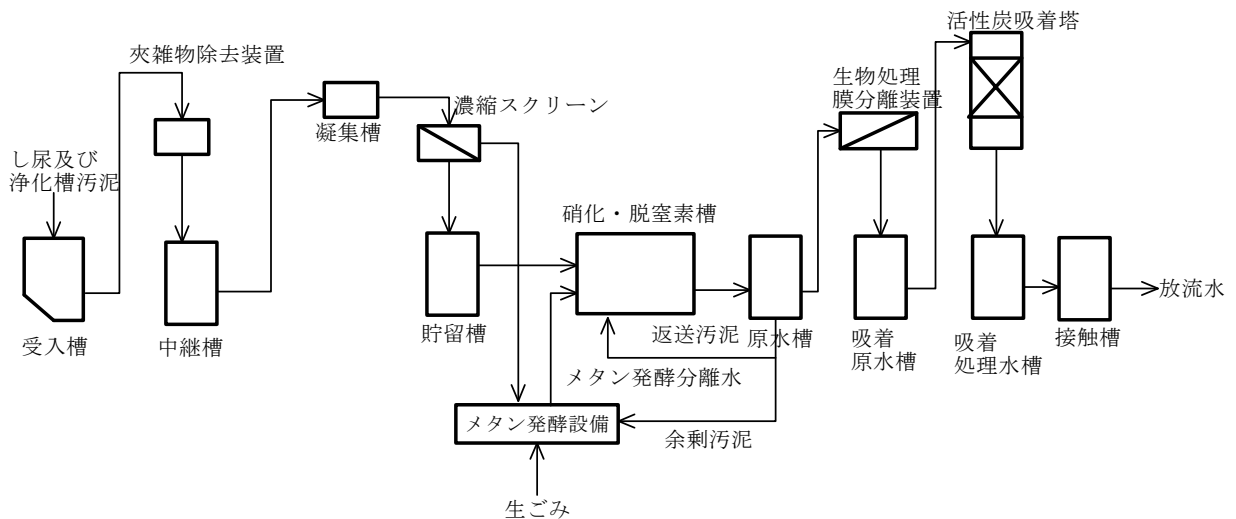 活性炭吸着塔
夾雑物除去装置
生物処理
膜分離装置
濃縮スクリーン
凝集槽
し尿及び
浄化槽汚泥
硝化・脱窒素槽
放流水
受入槽
中継槽
貯留槽
返送汚泥
原水槽
吸着
原水槽
吸着
処理水槽
接触槽
メタン発酵分離水
メタン発酵設備
余剰汚泥
生ごみ